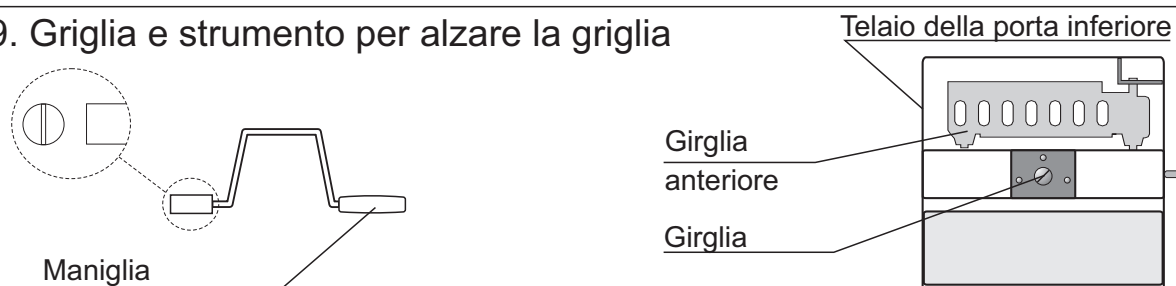 9. Griglia e strumento per alzare la griglia
Telaio della porta inferiore
Girglia
anteriore
Girglia
Maniglia